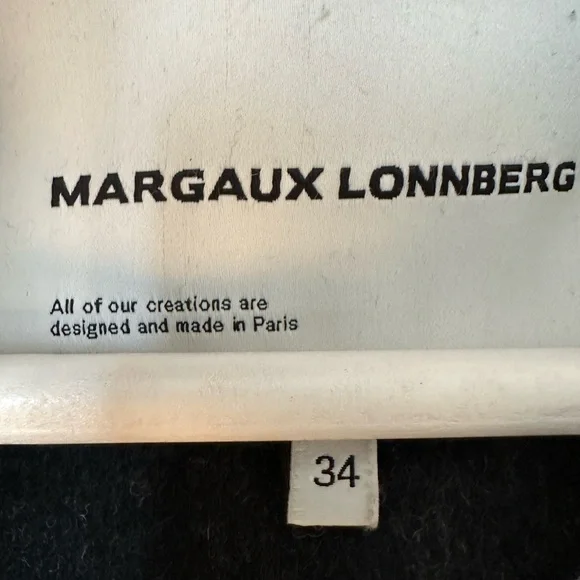 MARGAUX LONNBERG
All of our creations are
designed and made in Paris
34